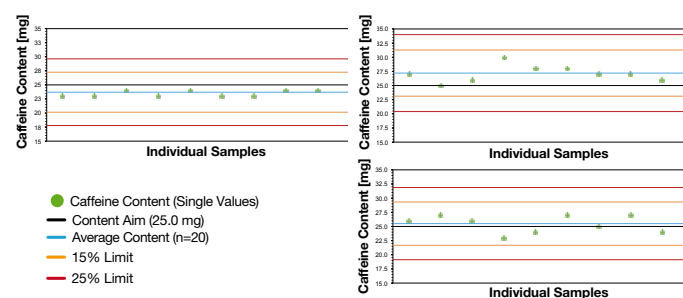 Caffeine Content [mg]
35
33
30
28
25
23
20
18
15
Individual Samples
Caffeine Content [mg]
35.0
32.5
30.0
27.5
25.0
22.5
20.0
17.5
15.0
Individual Samples
Caffeine Content [mg]
35.0
32.5
30.0
27.5
25.0
22.5
20.0
17.5
15.0
Individual Samples
Caffeine Content (Single Values)
Content Aim (25.0 mg)
Average Content (n=20)
15% Limit
25% Limit